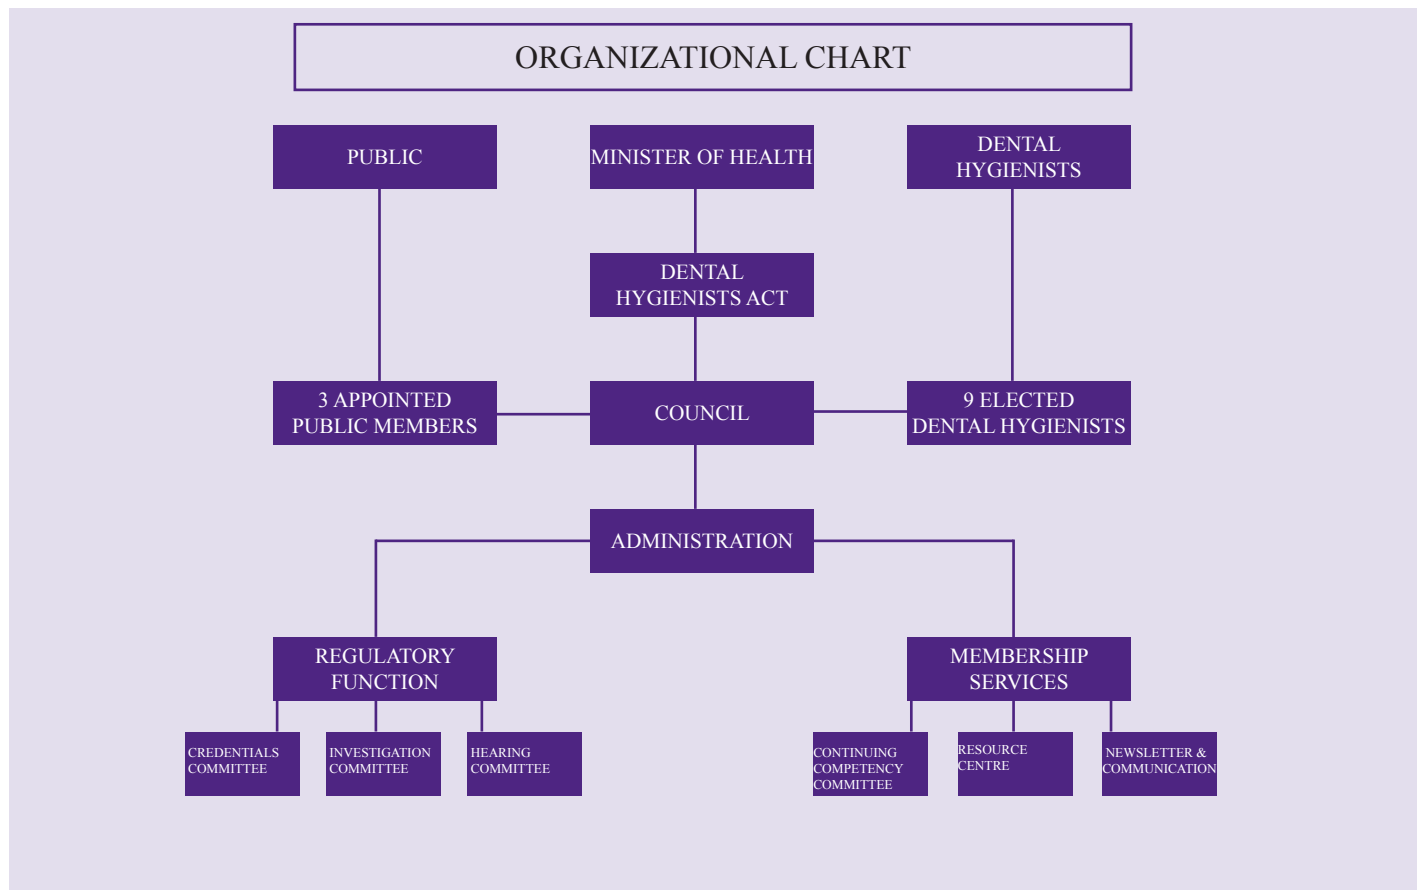 ORGANIZATIONAL CHART
PUBLIC
MINISTER OF HEALTH
DENTAL
HYGIENISTS
DENTAL
HYGIENISTS ACT
3 APPOINTED
PUBLIC MEMBERS
COUNCIL
9 ELECTED
DENTAL HYGIENISTS
ADMINISTRATION
REGULATORY
FUNCTION
MEMBERSHIP
SERVICES
CREDENTIALS
COMMITTEE
INVESTIGATION
COMMITTEE
HEARING
COMMITTEE
CONTINUING
COMPETENCY
COMMITTEE
RESOURCE
CENTRE
NEWSLETTER &
COMMUNICATION